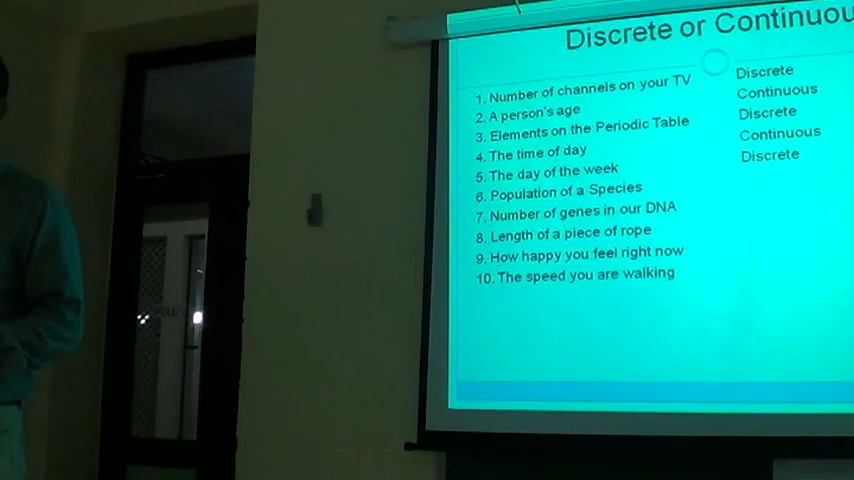 Discrete or Continuou
1. Number of channels on your TV Discrete
2. A person's age Continuous
3. Elements on the Periodic Table Discrete
4. The time of day Continuous
5. The day of the week Discrete
6. Population of a Species
7. Number of genes in our DNA
8. Length of a piece of rope
9. How happy you feel right now
10. The speed you are walking